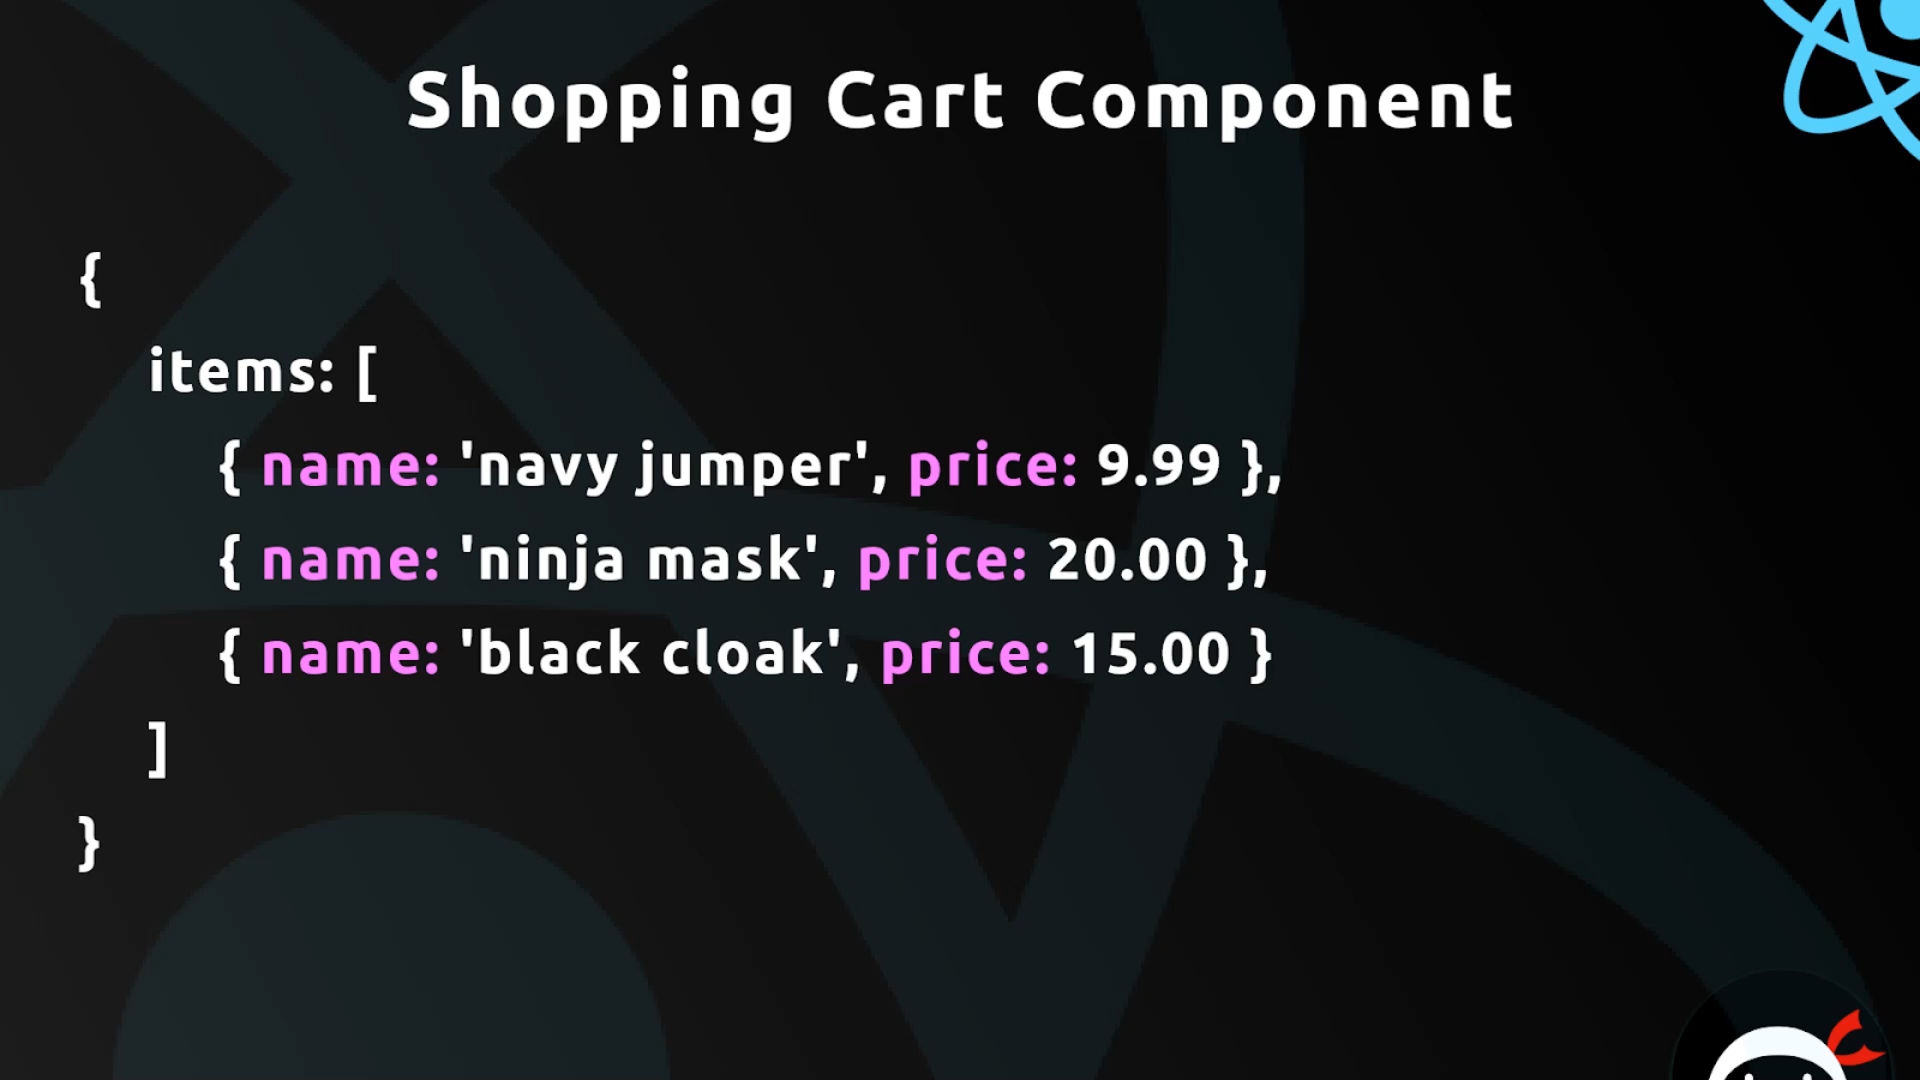 Shopping Cart Component
{
items: [
{ name: 'navy jumper', price: 9.99 },
{ name: 'ninja mask', price: 20.00 },
{ name: 'black cloak', price: 15.00 }
]
}